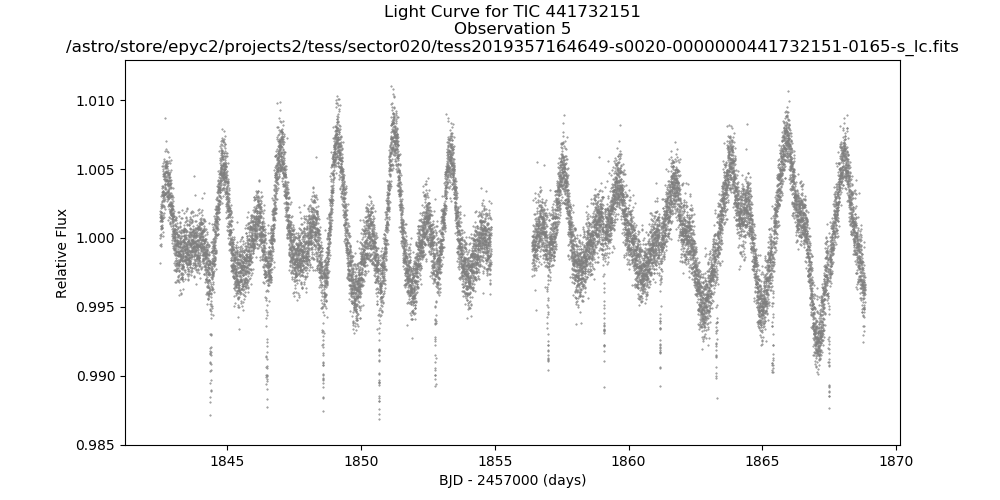 Light Curve for TIC 441732151
Observation 5
/astro/store/epyc2/projects2/tess/sector020/tess2019357164649-s0020-0000000441732151-0165-s_lc.fits
1.010
1.005
1.000
0.995
0.990
0.985
Relative Flux
1845
1850
1855
1860
1865
1870
BJD - 2457000 (days)